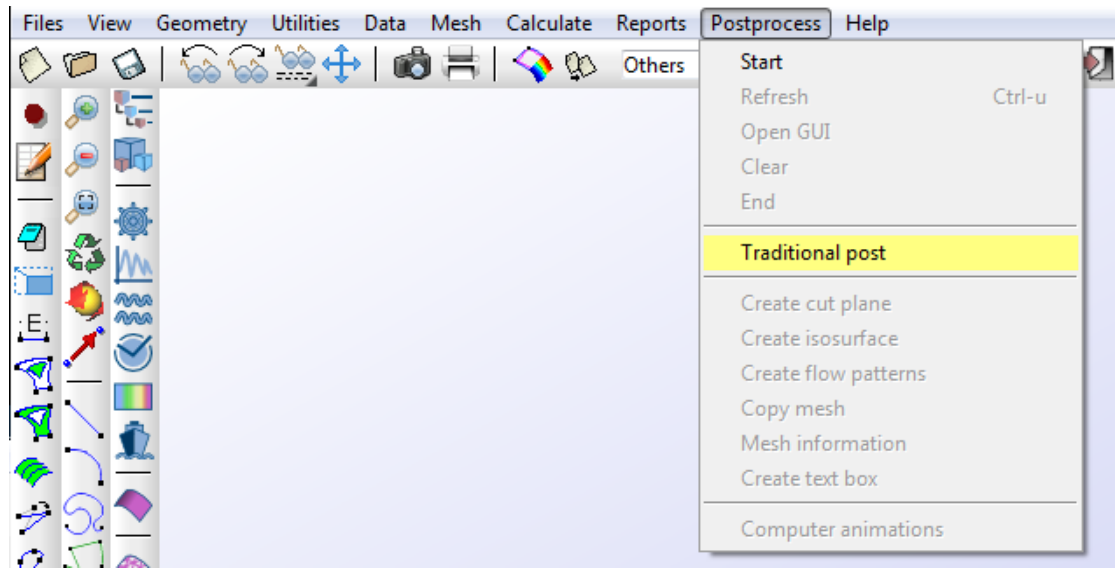 Files View Geometry Utilities Data Mesh Calculate Reports Postprocess Help
Others
Start
Refresh Ctrl-u
Open GUI
Clear
End
Traditional post
Create cut plane
Create isosurface
Create flow patterns
Copy mesh
Mesh information
Create text box
Computer animations
E